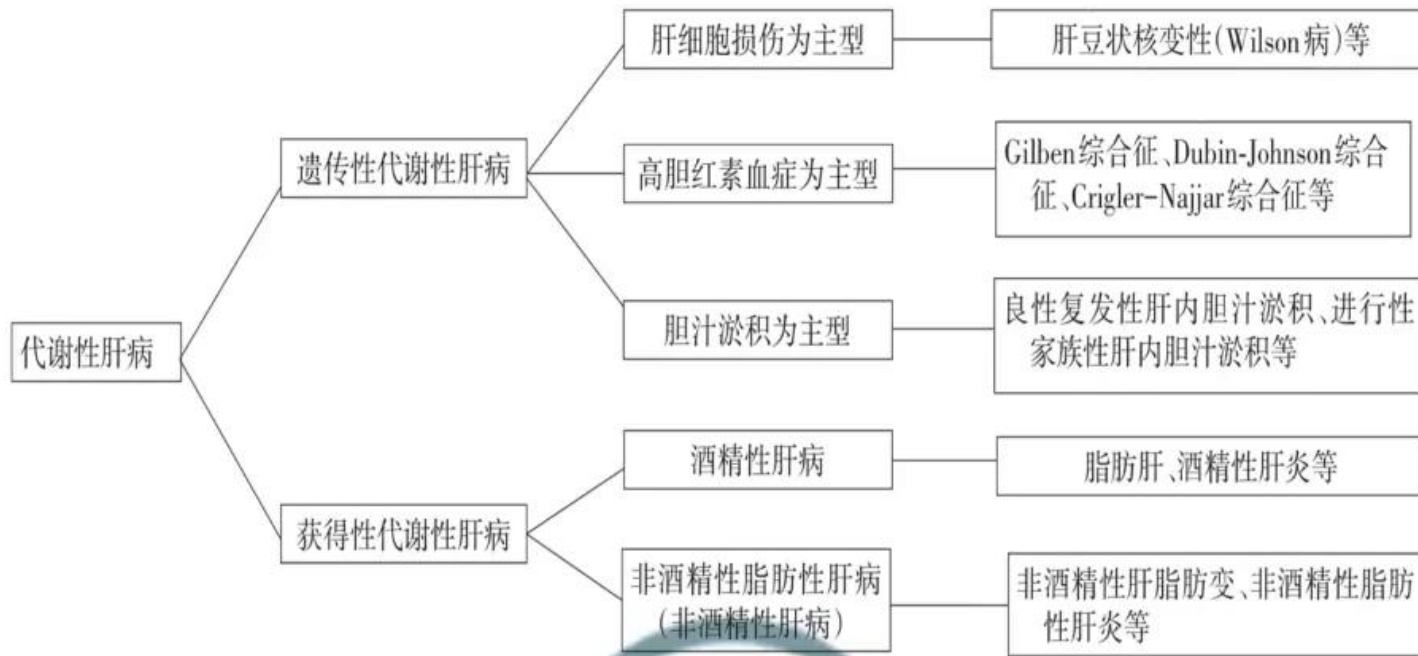 肝细胞损伤为主型
肝豆状核变性(Wilson病)等
遗传性代谢性肝病
高胆红素血症为主型
Gilben综合征、Dubin-Johnson综合
征、Crigler-Najjar综合征等
胆汁淤积为主型
良性复发性肝内胆汁淤积、进行性
家族性肝内胆汁淤积等
代谢性肝病
酒精性肝病
脂肪肝、酒精性肝炎等
获得性代谢性肝病
非酒精性脂肪性肝病
(非酒精性肝病)
非酒精性肝脂肪变、非酒精性脂肪
性肝炎等